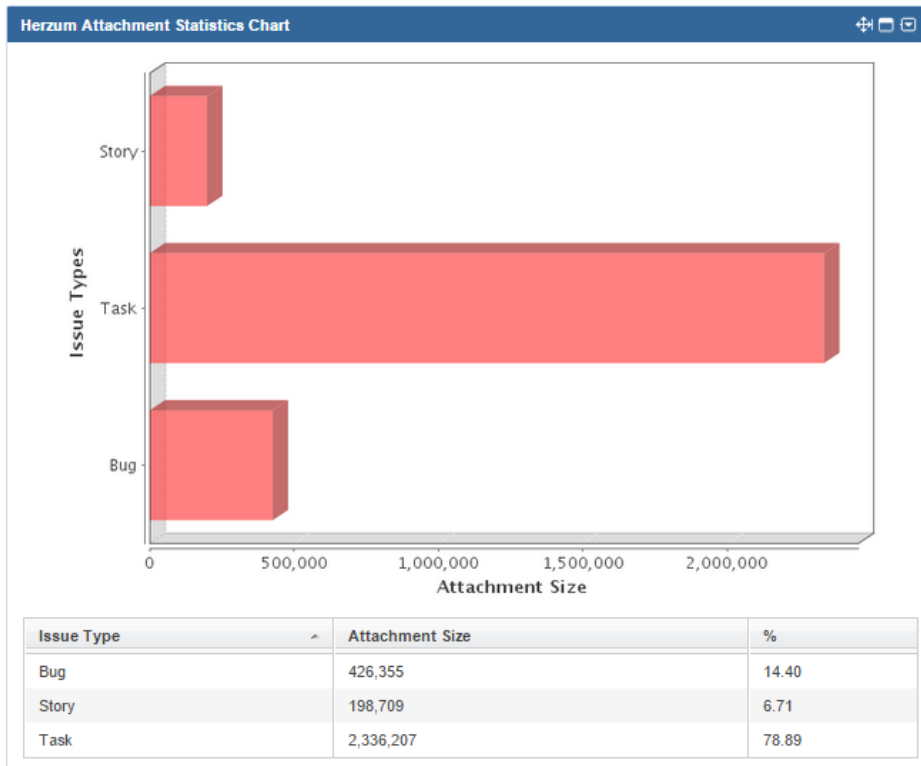 Herzum Attachment Statistics Chart
Story
Task
Bug
Issue Types
0 500,000 1,000,000 1,500,000 2,000,000
Attachment Size
Issue Type Attachment Size %
Bug 426,355 14.40
Story 198,709 6.71
Task 2,336,207 78.89